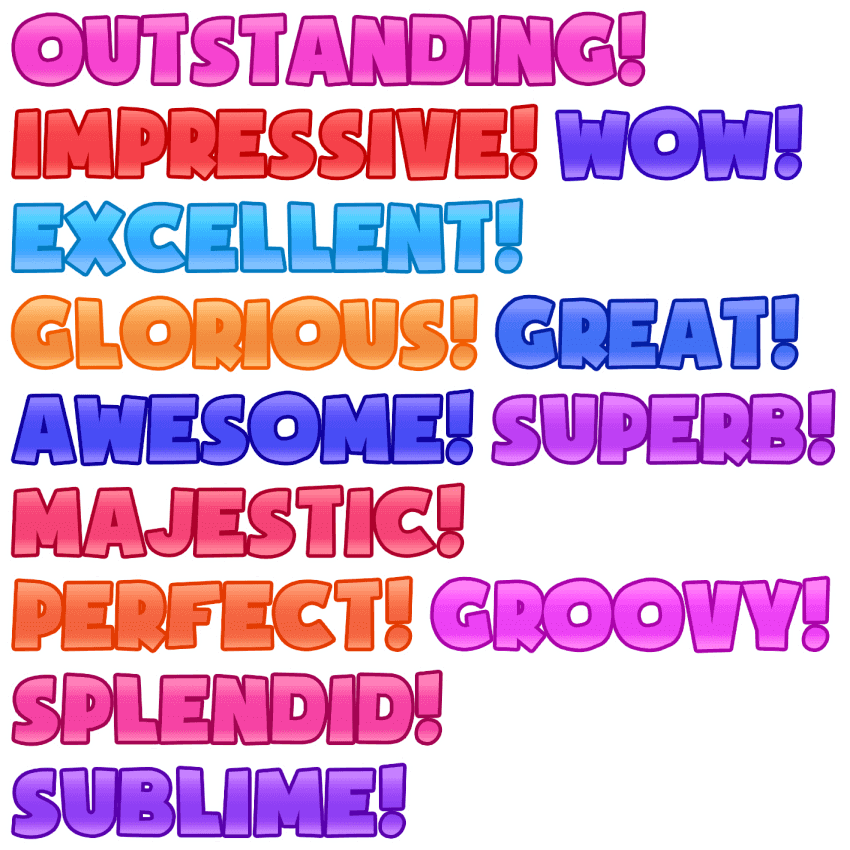 OUTSTANDING!
IMPRESSIVE! WOW!
EXCELLENT!
GLORIOUS! GREAT!
AWESOME! SUPERB!
MAJESTIC!
PERFECT! GROOVY!
SPLENDID!
SUBLIME!